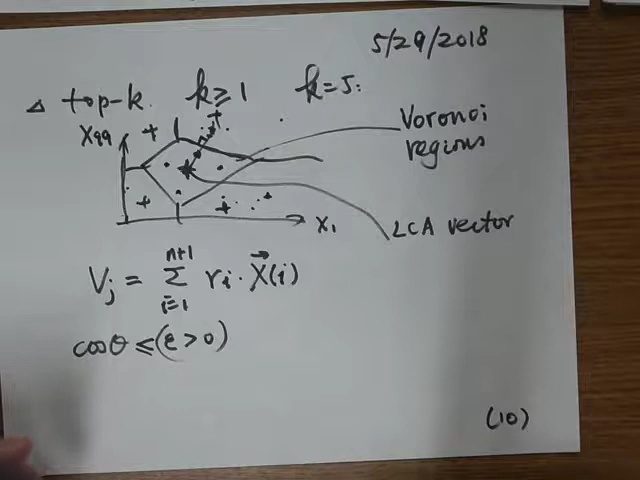 5/29/2018
△ top-k. k≥1 k=5:
Voronoi
regions
X99
X1
LCA vector
Vj = Σ(i=1 to n+1) ri · X⃗(i)
cosθ ≤ (ε>0)
(10)